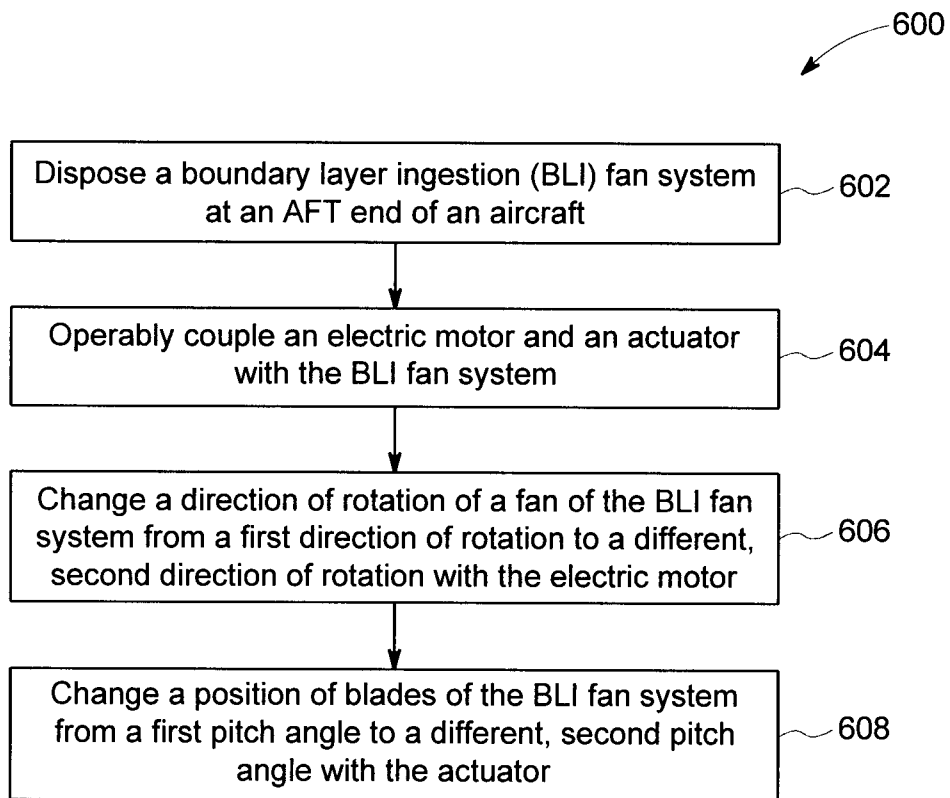 600
Dispose a boundary layer ingestion (BLI) fan system
at an AFT end of an aircraft
602
Operably couple an electric motor and an actuator
with the BLI fan system
604
Change a direction of rotation of a fan of the BLI fan
system from a first direction of rotation to a different,
second direction of rotation with the electric motor
606
Change a position of blades of the BLI fan system
from a first pitch angle to a different, second pitch
angle with the actuator
608